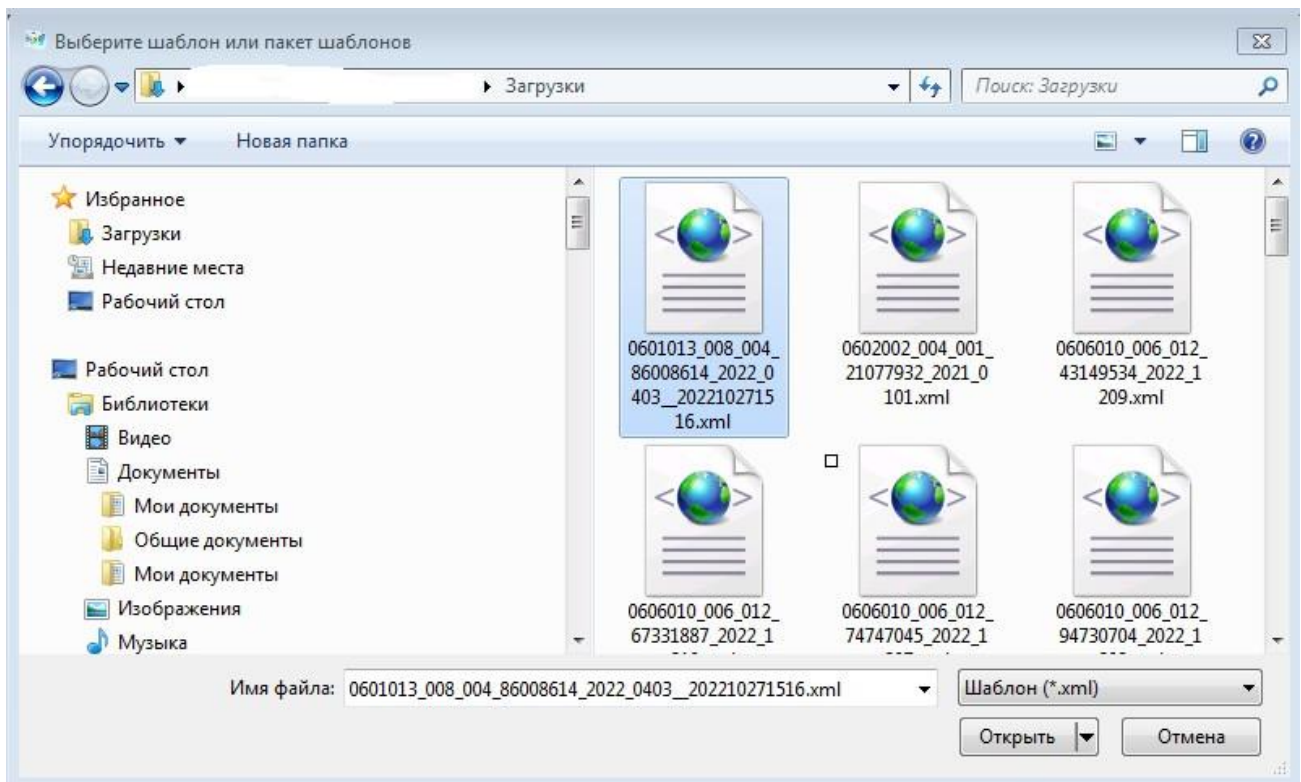 Выберите шаблон или пакет шаблонов
Загрузки
Поиск: Загрузки
Упорядочить
Новая папка
Избранное
Загрузки
Недавние места
Рабочий стол
Рабочий стол
Библиотеки
Видео
Документы
Мои документы
Общие документы
Мои документы
Изображения
Музыка
0601013_008_004_
86008614_2022_0
403__2022102715
16.xml
0602002_004_001_
21077932_2021_0
101.xml
0606010_006_012_
43149534_2022_1
209.xml
0606010_006_012_
67331887_2022_1
0606010_006_012_
74747045_2022_1
0606010_006_012_
94730704_2022_1
Имя файла: 0601013_008_004_86008614_2022_0403__202210271516.xml
Шаблон (*.xml)
Открыть
Отмена